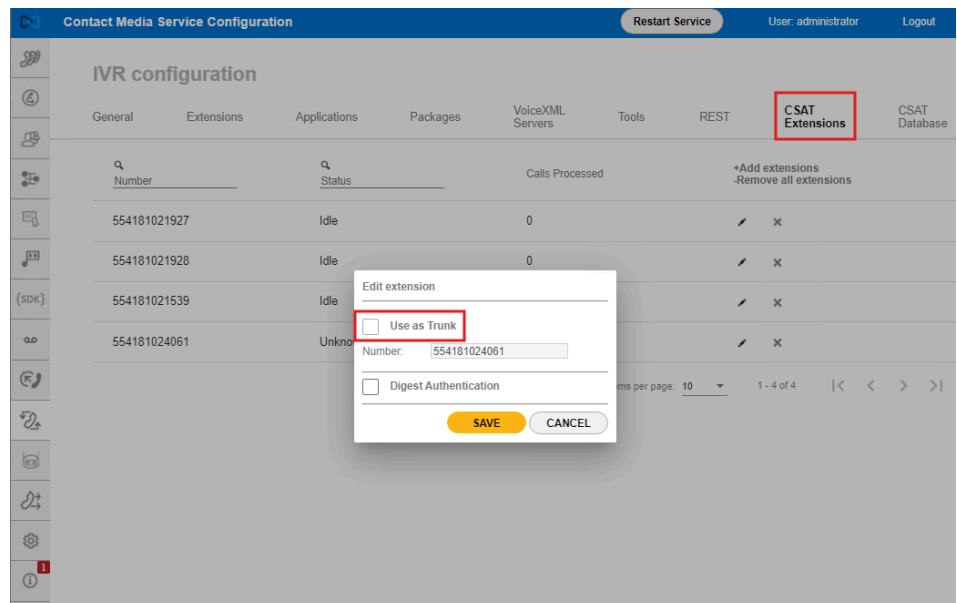 Contact Media Service Configuration
Restart Service
User: administrator
Logout
IVR configuration
General
Extensions
Applications
Packages
VoiceXML
Servers
Tools
REST
CSAT
Extensions
CSAT
Database
Number
Status
Calls Processed
+Add extensions
-Remove all extensions
554181021927 Idle 0
554181021928 Idle 0
554181021539 Idle
554181024061 Unkno
Edit extension
Use as Trunk
Number: 554181024061
Digest Authentication
SAVE
CANCEL
ms per page: 10
1 - 4 of 4
{SDK}
1